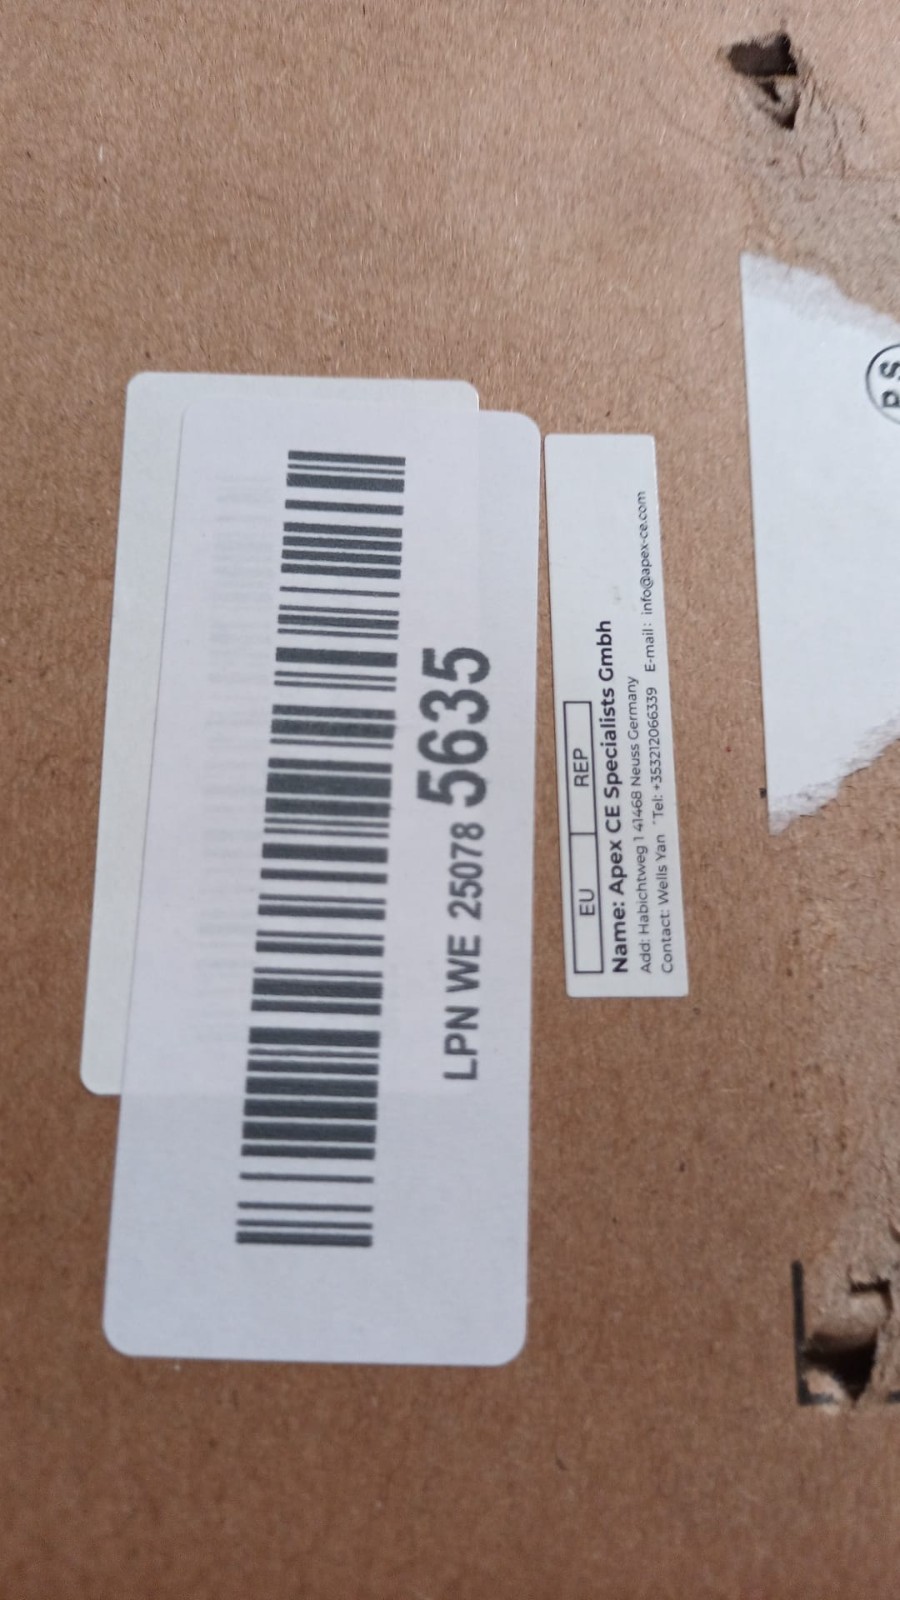 LPN WE 25078 5635
EU REP
Name: Apex CE Specialists Gmbh
Add: Habichtweg 1 41468 Neuss Germany
Contact: Wells Yan Tel: +353212066339 E-mail: info@apex-ce.com